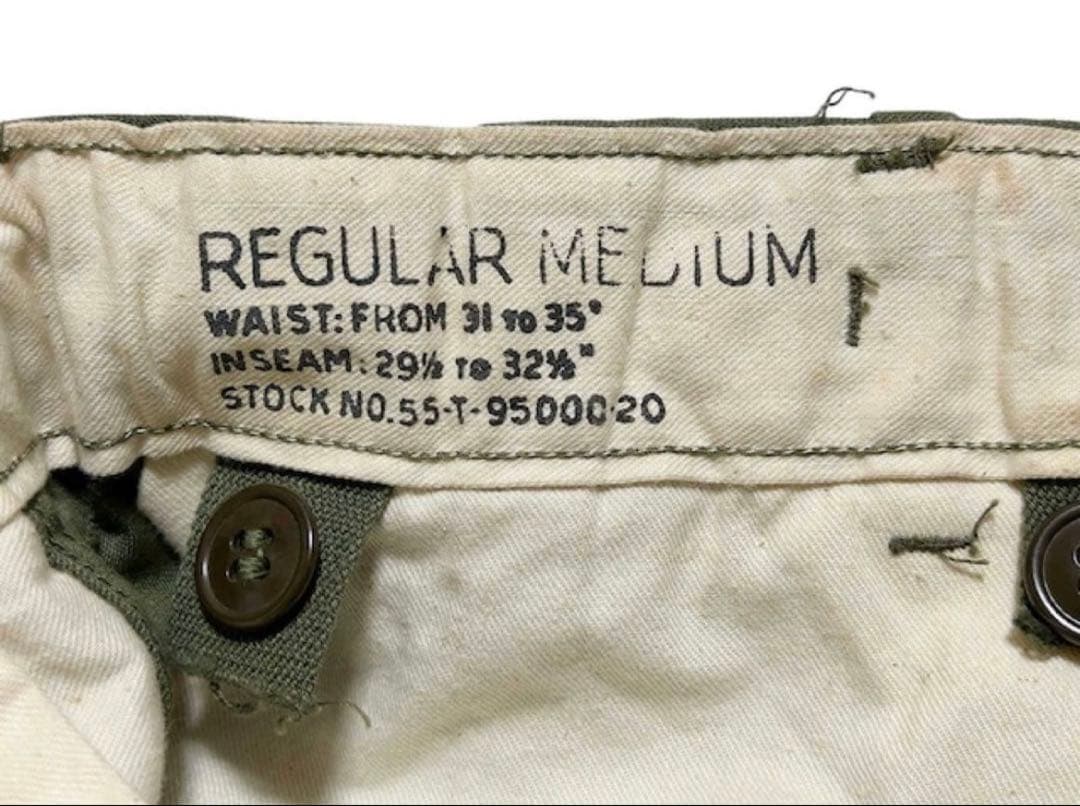 REGULAR MEDIUM
WAIST: FROM 31 TO 35"
INSEAM: 29½ TO 32½"
STOCK NO. 55-T-95000-20